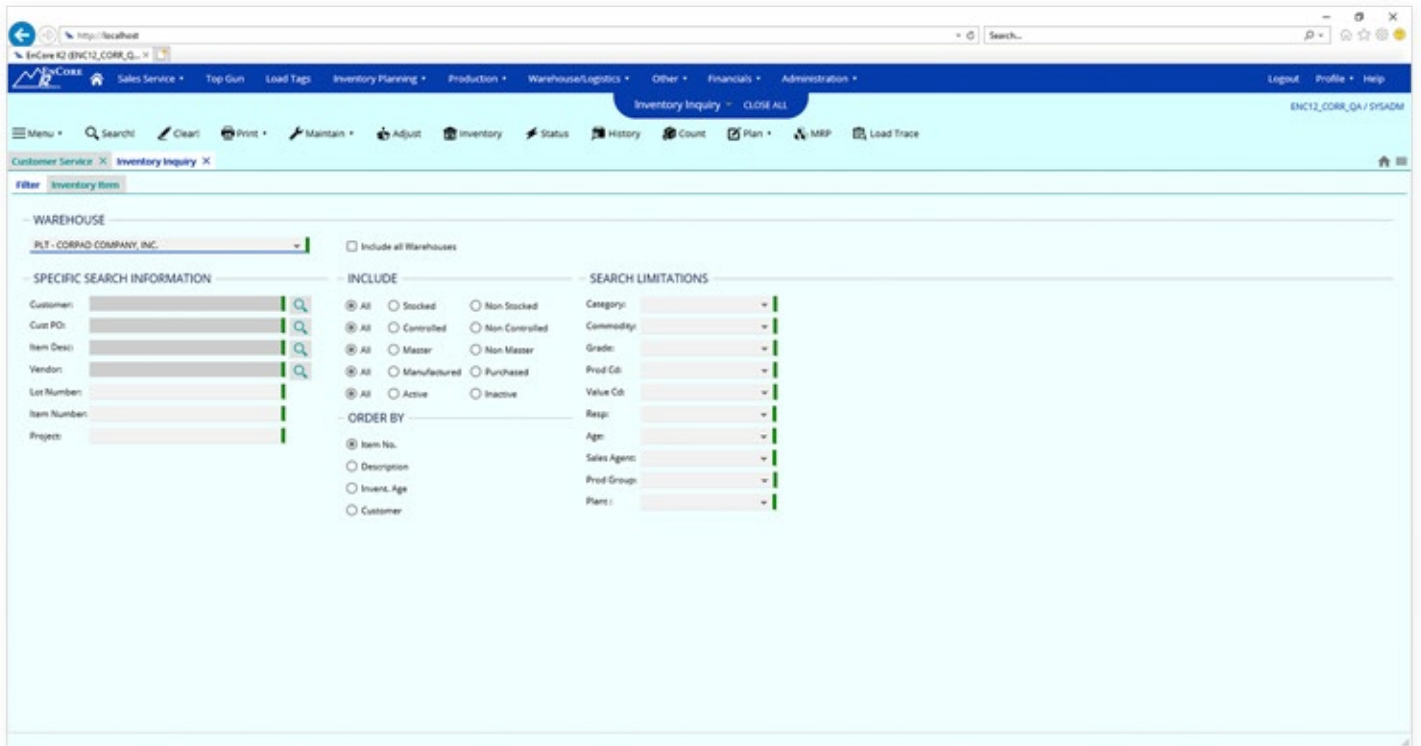 http://localhost
Search...
EnCore K2 (ENC12_CORR_Q...
ENCORE Sales Service Top Gun Load Tags Inventory Planning Production Warehouse/Logistics Other Financials Administration Logout Profile Help
Inventory Inquiry CLOSE ALL
ENC12_CORR_QA / SYSADM
Menu Search! Clear! Print Maintain Adjust Inventory Status History Count Plan MRP Load Trace
Customer Service Inventory Inquiry
Filter Inventory Item
WAREHOUSE
PLT - CORPAD COMPANY, INC. Include all Warehouses
SPECIFIC SEARCH INFORMATION INCLUDE SEARCH LIMITATIONS
Customer: All Stocked Non Stocked Category:
Cust PO: All Controlled Non Controlled Commodity:
Item Desc: All Master Non Master Grade:
Vendor: All Manufactured Purchased Prod Cd:
Lot Number: All Active Inactive Value Cd:
Item Number: ORDER BY Resp:
Project: Item No. Age:
Description Sales Agent:
Invent. Age Prod Group:
Customer Plant :